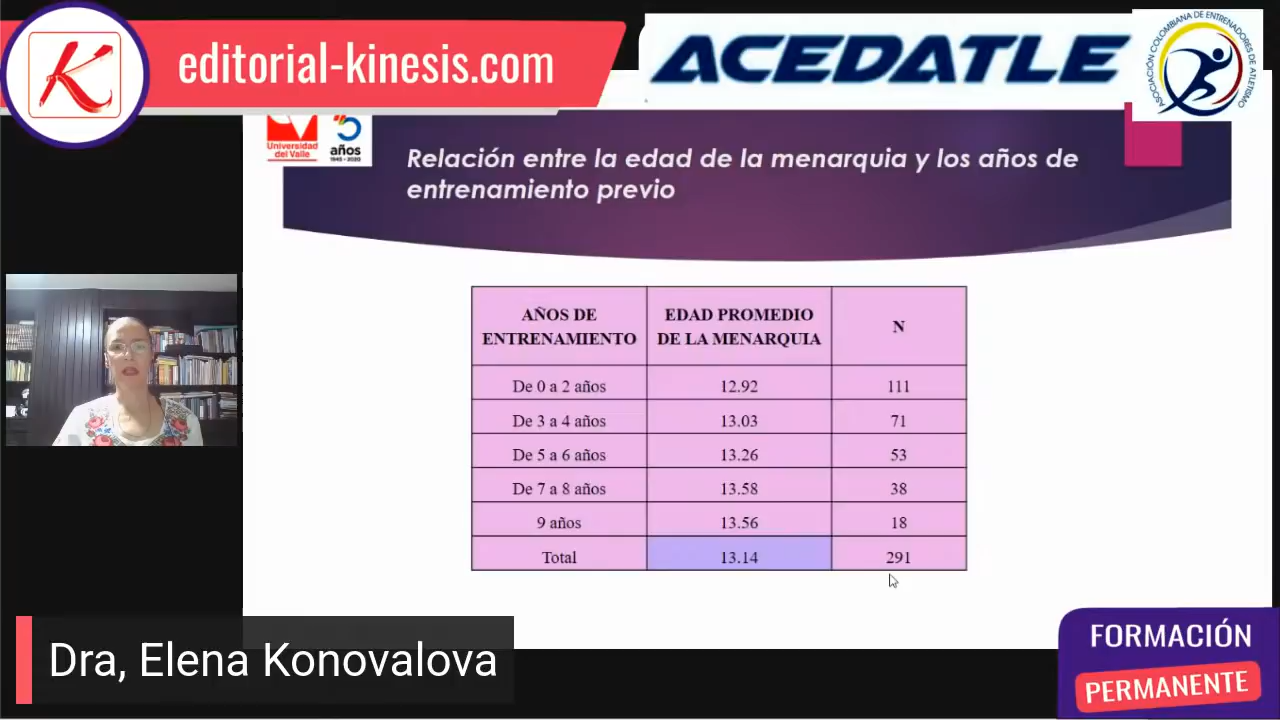 editorial-kinesis.com
ACEDATLE
ASOCIACIÓN COLOMBIANA DE ENTRENADORES DE ATLETISMO
K
Universidad
del Valle
años
1945 - 2020
Relación entre la edad de la menarquia y los años de
entrenamiento previo
AÑOS DE
ENTRENAMIENTO
EDAD PROMEDIO
DE LA MENARQUIA
N
De 0 a 2 años 12.92 111
De 3 a 4 años 13.03 71
De 5 a 6 años 13.26 53
De 7 a 8 años 13.58 38
9 años 13.56 18
Total 13.14 291
Dra, Elena Konovalova
FORMACIÓN
PERMANENTE